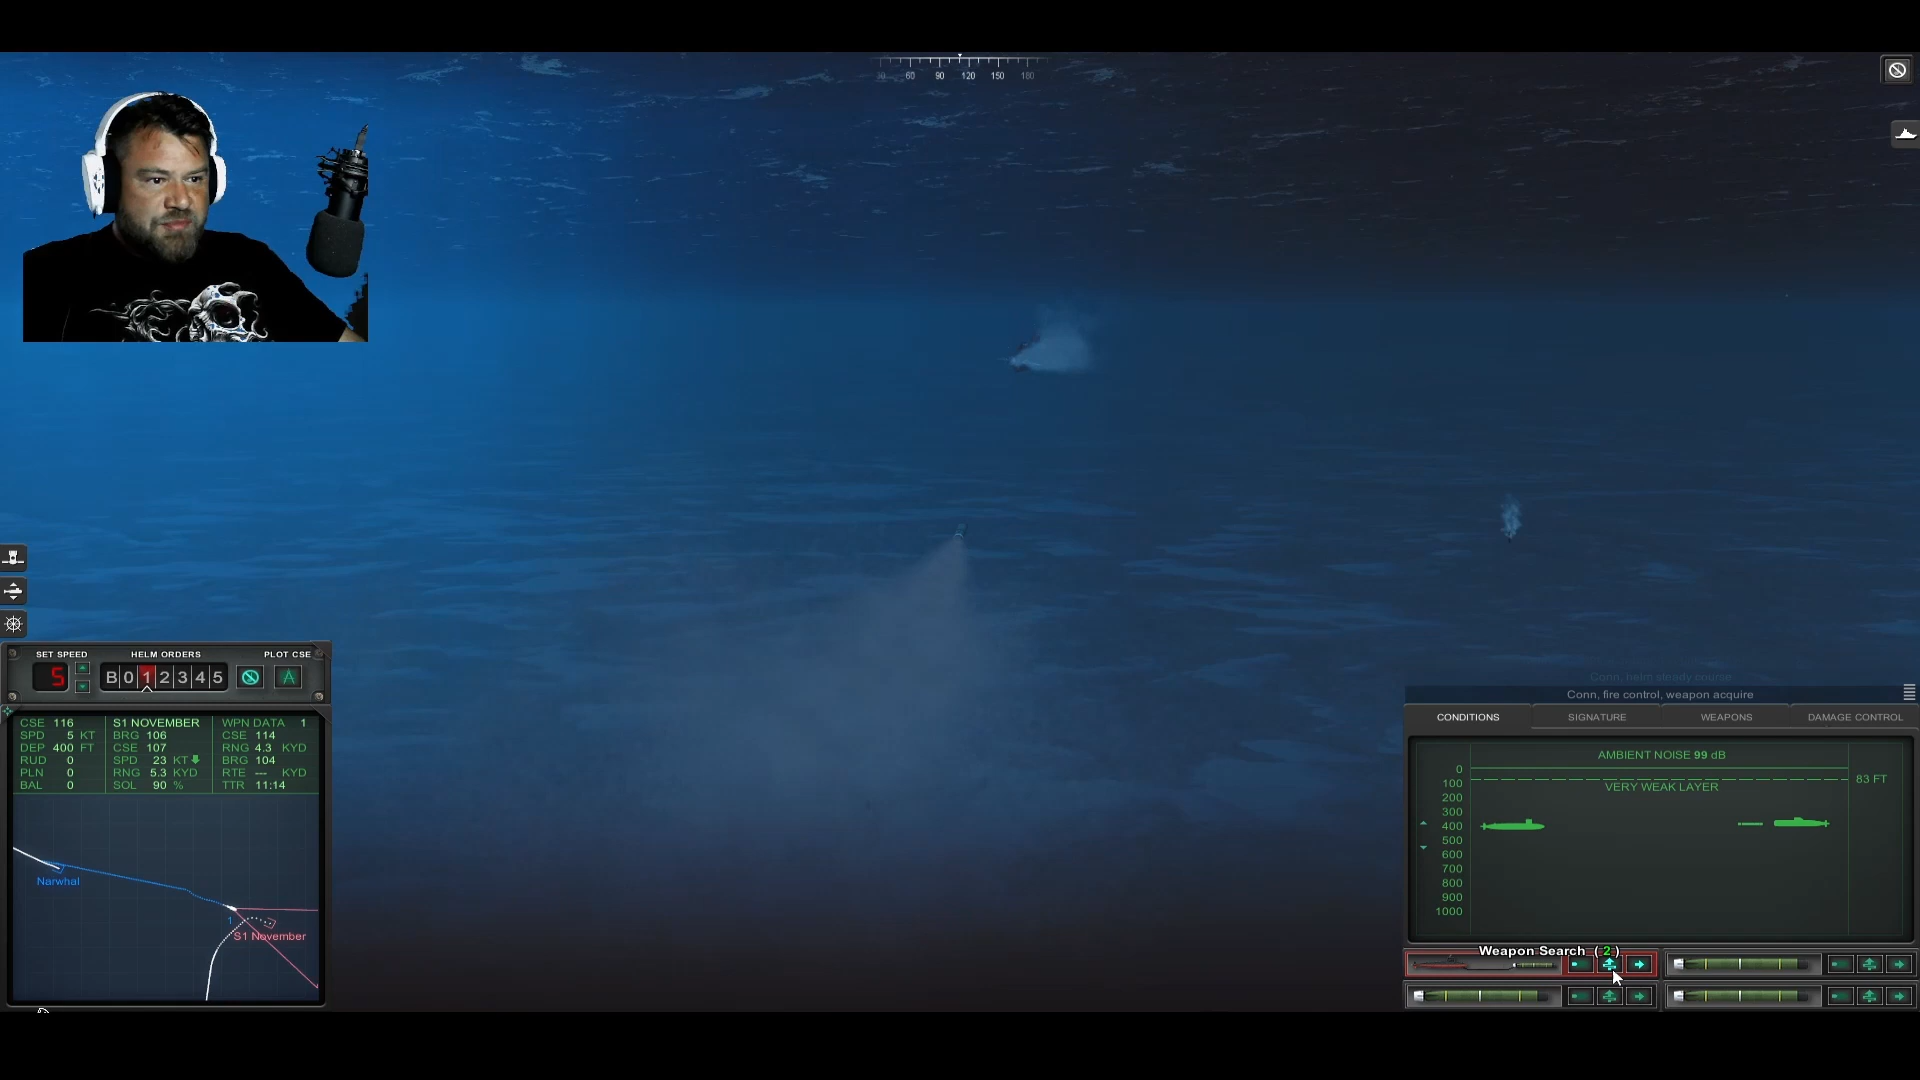 30 60 90 120 150 180
SET SPEED HELM ORDERS PLOT CSE
5 B 0 1 2 3 4 5 A
CSE 116 S1 NOVEMBER WPN DATA 1
SPD 5 KT BRG 106 CSE 114
DEP 400 FT CSE 107 RNG 4.3 KYD
RUD 0 SPD 23 KT BRG 104
PLN 0 RNG 5.3 KYD RTE --- KYD
BAL 0 SOL 90 % TTR 11:14
Narwhal
1
S1 November
Conn, helm steady course
Conn, fire control, weapon acquire
CONDITIONS SIGNATURE WEAPONS DAMAGE CONTROL
AMBIENT NOISE 99 dB
0
83 FT
100
VERY WEAK LAYER
200
300
400
500
600
700
800
900
1000
Weapon Search (2)